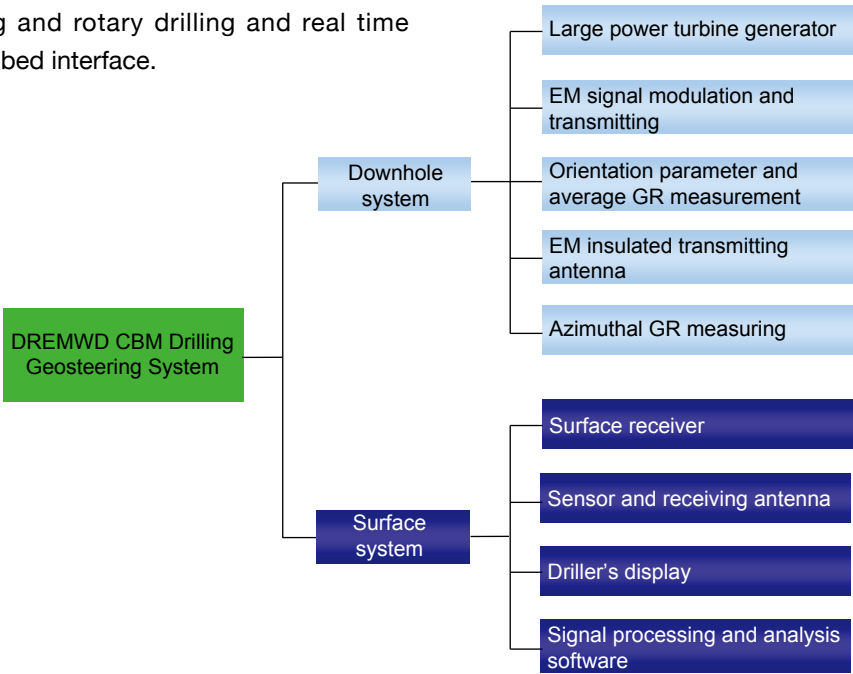 g and rotary drilling and real time
bed interface.
Large power turbine generator
EM signal modulation and
transmitting
Downhole
system
Orientation parameter and
average GR measurement
EM insulated transmitting
antenna
Azimuthal GR measuring
DREMWD CBM Drilling
Geosteering System
Surface receiver
Sensor and receiving antenna
Surface
system
Driller's display
Signal processing and analysis
software